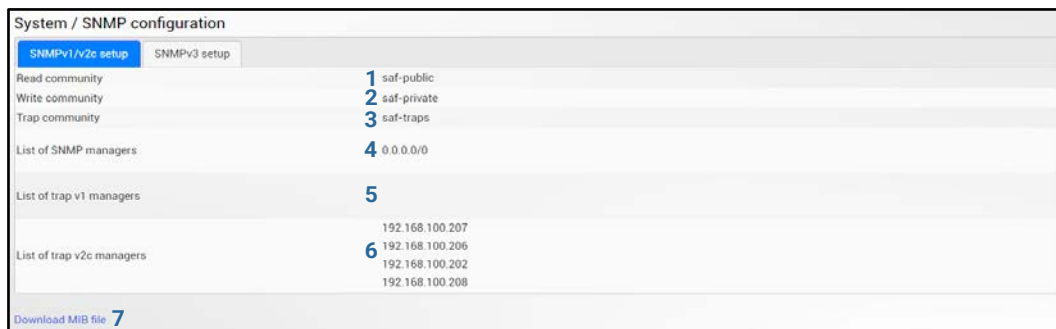 System / SNMP configuration
SNMPv1/v2c setup SNMPv3 setup
Read community 1 saf-public
Write community 2 saf-private
Trap community 3 saf-traps
List of SNMP managers 4 0.0.0.0/0
List of trap v1 managers 5
192.168.100.207
List of trap v2c managers 6 192.168.100.206
192.168.100.202
192.168.100.208
Download MIB file 7